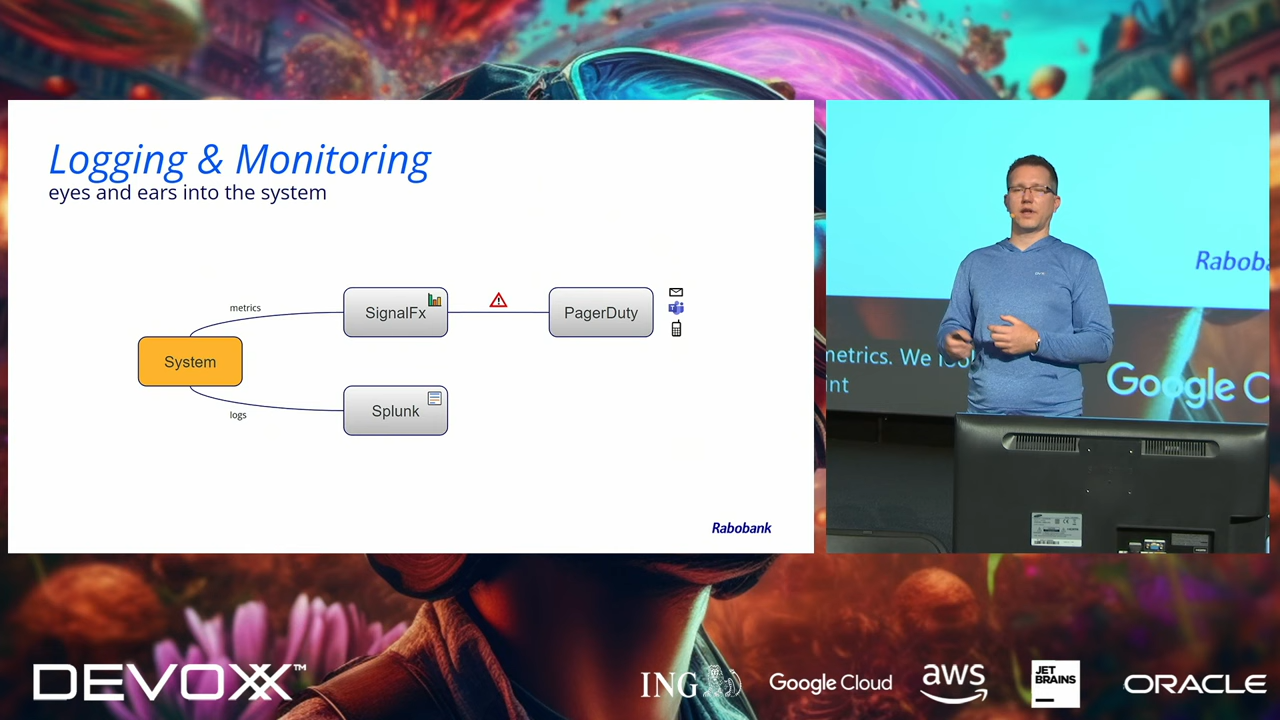 Logging & Monitoring
eyes and ears into the system
metrics
SignalFx
PagerDuty
System
logs
Splunk
Rabobank
Rabob
metrics. We
int
Google C
DEVOXX™
ING
Google Cloud
aws
JET
BRAINS
ORACLE